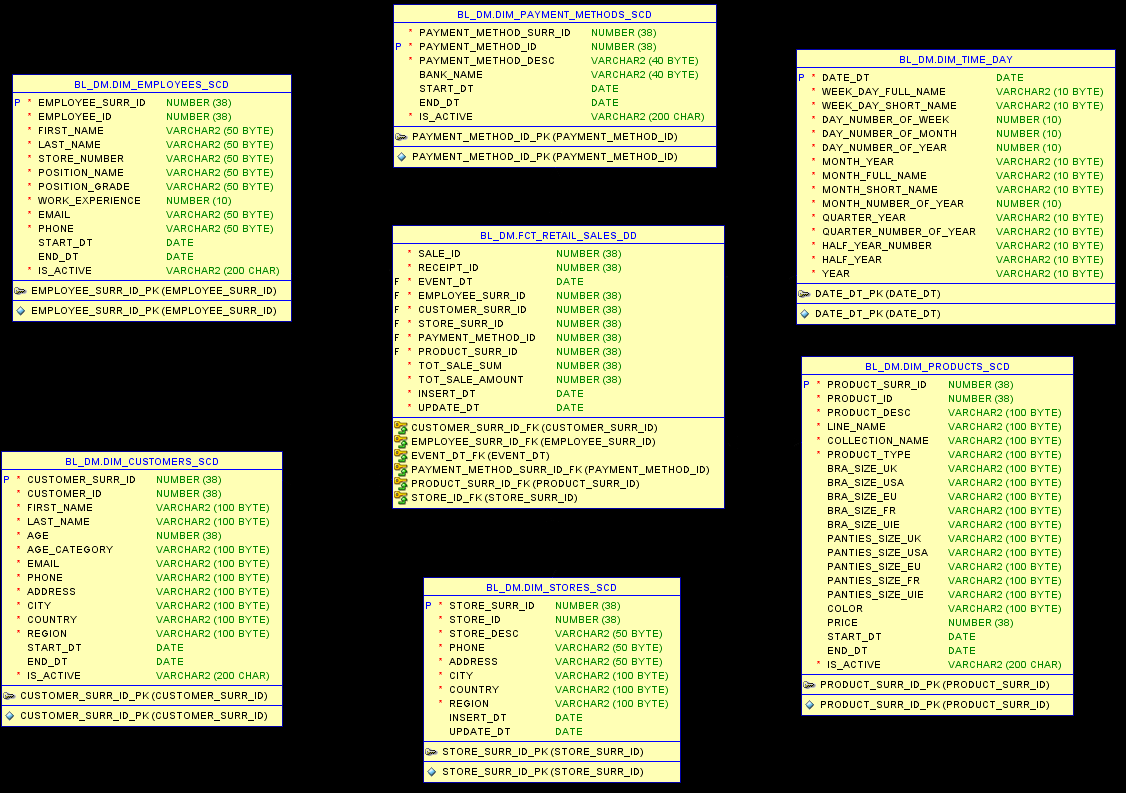 BL_DM.DIM_PAYMENT_METHODS_SCD
* PAYMENT_METHOD_SURR_ID NUMBER (38)
P * PAYMENT_METHOD_ID NUMBER (38)
* PAYMENT_METHOD_DESC VARCHAR2 (40 BYTE)
BANK_NAME VARCHAR2 (40 BYTE)
START_DT DATE
END_DT DATE
* IS_ACTIVE VARCHAR2 (200 CHAR)
PAYMENT_METHOD_ID_PK (PAYMENT_METHOD_ID)
PAYMENT_METHOD_ID_PK (PAYMENT_METHOD_ID)
BL_DM.DIM_EMPLOYEES_SCD
P * EMPLOYEE_SURR_ID NUMBER (38)
* EMPLOYEE_ID NUMBER (38)
* FIRST_NAME VARCHAR2 (50 BYTE)
* LAST_NAME VARCHAR2 (50 BYTE)
* STORE_NUMBER VARCHAR2 (50 BYTE)
* POSITION_NAME VARCHAR2 (50 BYTE)
* POSITION_GRADE VARCHAR2 (50 BYTE)
* WORK_EXPERIENCE NUMBER (10)
* EMAIL VARCHAR2 (50 BYTE)
* PHONE VARCHAR2 (50 BYTE)
START_DT DATE
END_DT DATE
* IS_ACTIVE VARCHAR2 (200 CHAR)
EMPLOYEE_SURR_ID_PK (EMPLOYEE_SURR_ID)
EMPLOYEE_SURR_ID_PK (EMPLOYEE_SURR_ID)
BL_DM.DIM_TIME_DAY
P * DATE_DT DATE
* WEEK_DAY_FULL_NAME VARCHAR2 (10 BYTE)
* WEEK_DAY_SHORT_NAME VARCHAR2 (10 BYTE)
* DAY_NUMBER_OF_WEEK NUMBER (10)
* DAY_NUMBER_OF_MONTH NUMBER (10)
* DAY_NUMBER_OF_YEAR NUMBER (10)
* MONTH_YEAR VARCHAR2 (10 BYTE)
* MONTH_FULL_NAME VARCHAR2 (10 BYTE)
* MONTH_SHORT_NAME VARCHAR2 (10 BYTE)
* MONTH_NUMBER_OF_YEAR NUMBER (10)
* QUARTER_YEAR VARCHAR2 (10 BYTE)
* QUARTER_NUMBER_OF_YEAR VARCHAR2 (10 BYTE)
* HALF_YEAR_NUMBER VARCHAR2 (10 BYTE)
* HALF_YEAR VARCHAR2 (10 BYTE)
* YEAR VARCHAR2 (10 BYTE)
DATE_DT_PK (DATE_DT)
DATE_DT_PK (DATE_DT)
BL_DM.FCT_RETAIL_SALES_DD
* SALE_ID NUMBER (38)
* RECEIPT_ID NUMBER (38)
F * EVENT_DT DATE
F * EMPLOYEE_SURR_ID NUMBER (38)
F * CUSTOMER_SURR_ID NUMBER (38)
F * STORE_SURR_ID NUMBER (38)
F * PAYMENT_METHOD_ID NUMBER (38)
F * PRODUCT_SURR_ID NUMBER (38)
* TOT_SALE_SUM NUMBER (38)
* TOT_SALE_AMOUNT NUMBER (38)
* INSERT_DT DATE
* UPDATE_DT DATE
CUSTOMER_SURR_ID_FK (CUSTOMER_SURR_ID)
EMPLOYEE_SURR_ID_FK (EMPLOYEE_SURR_ID)
EVENT_DT_FK (EVENT_DT)
PAYMENT_METHOD_SURR_ID_FK (PAYMENT_METHOD_ID)
PRODUCT_SURR_ID_FK (PRODUCT_SURR_ID)
STORE_ID_FK (STORE_SURR_ID)
BL_DM.DIM_PRODUCTS_SCD
P * PRODUCT_SURR_ID NUMBER (38)
* PRODUCT_ID NUMBER (38)
* PRODUCT_DESC VARCHAR2 (100 BYTE)
* LINE_NAME VARCHAR2 (100 BYTE)
* COLLECTION_NAME VARCHAR2 (100 BYTE)
* PRODUCT_TYPE VARCHAR2 (100 BYTE)
BRA_SIZE_UK VARCHAR2 (100 BYTE)
BRA_SIZE_USA VARCHAR2 (100 BYTE)
BRA_SIZE_EU VARCHAR2 (100 BYTE)
BRA_SIZE_FR VARCHAR2 (100 BYTE)
BRA_SIZE_UIE VARCHAR2 (100 BYTE)
PANTIES_SIZE_UK VARCHAR2 (100 BYTE)
PANTIES_SIZE_USA VARCHAR2 (100 BYTE)
PANTIES_SIZE_EU VARCHAR2 (100 BYTE)
PANTIES_SIZE_FR VARCHAR2 (100 BYTE)
PANTIES_SIZE_UIE VARCHAR2 (100 BYTE)
COLOR VARCHAR2 (100 BYTE)
PRICE NUMBER (38)
START_DT DATE
END_DT DATE
* IS_ACTIVE VARCHAR2 (200 CHAR)
PRODUCT_SURR_ID_PK (PRODUCT_SURR_ID)
PRODUCT_SURR_ID_PK (PRODUCT_SURR_ID)
BL_DM.DIM_CUSTOMERS_SCD
P * CUSTOMER_SURR_ID NUMBER (38)
* CUSTOMER_ID NUMBER (38)
* FIRST_NAME VARCHAR2 (100 BYTE)
* LAST_NAME VARCHAR2 (100 BYTE)
* AGE NUMBER (38)
* AGE_CATEGORY VARCHAR2 (100 BYTE)
* EMAIL VARCHAR2 (100 BYTE)
* PHONE VARCHAR2 (100 BYTE)
* ADDRESS VARCHAR2 (100 BYTE)
* CITY VARCHAR2 (100 BYTE)
* COUNTRY VARCHAR2 (100 BYTE)
* REGION VARCHAR2 (100 BYTE)
START_DT DATE
END_DT DATE
* IS_ACTIVE VARCHAR2 (200 CHAR)
CUSTOMER_SURR_ID_PK (CUSTOMER_SURR_ID)
CUSTOMER_SURR_ID_PK (CUSTOMER_SURR_ID)
BL_DM.DIM_STORES_SCD
P * STORE_SURR_ID NUMBER (38)
* STORE_ID NUMBER (38)
* STORE_DESC VARCHAR2 (50 BYTE)
* PHONE VARCHAR2 (50 BYTE)
* ADDRESS VARCHAR2 (50 BYTE)
* CITY VARCHAR2 (100 BYTE)
* COUNTRY VARCHAR2 (100 BYTE)
* REGION VARCHAR2 (100 BYTE)
INSERT_DT DATE
UPDATE_DT DATE
STORE_SURR_ID_PK (STORE_SURR_ID)
STORE_SURR_ID_PK (STORE_SURR_ID)